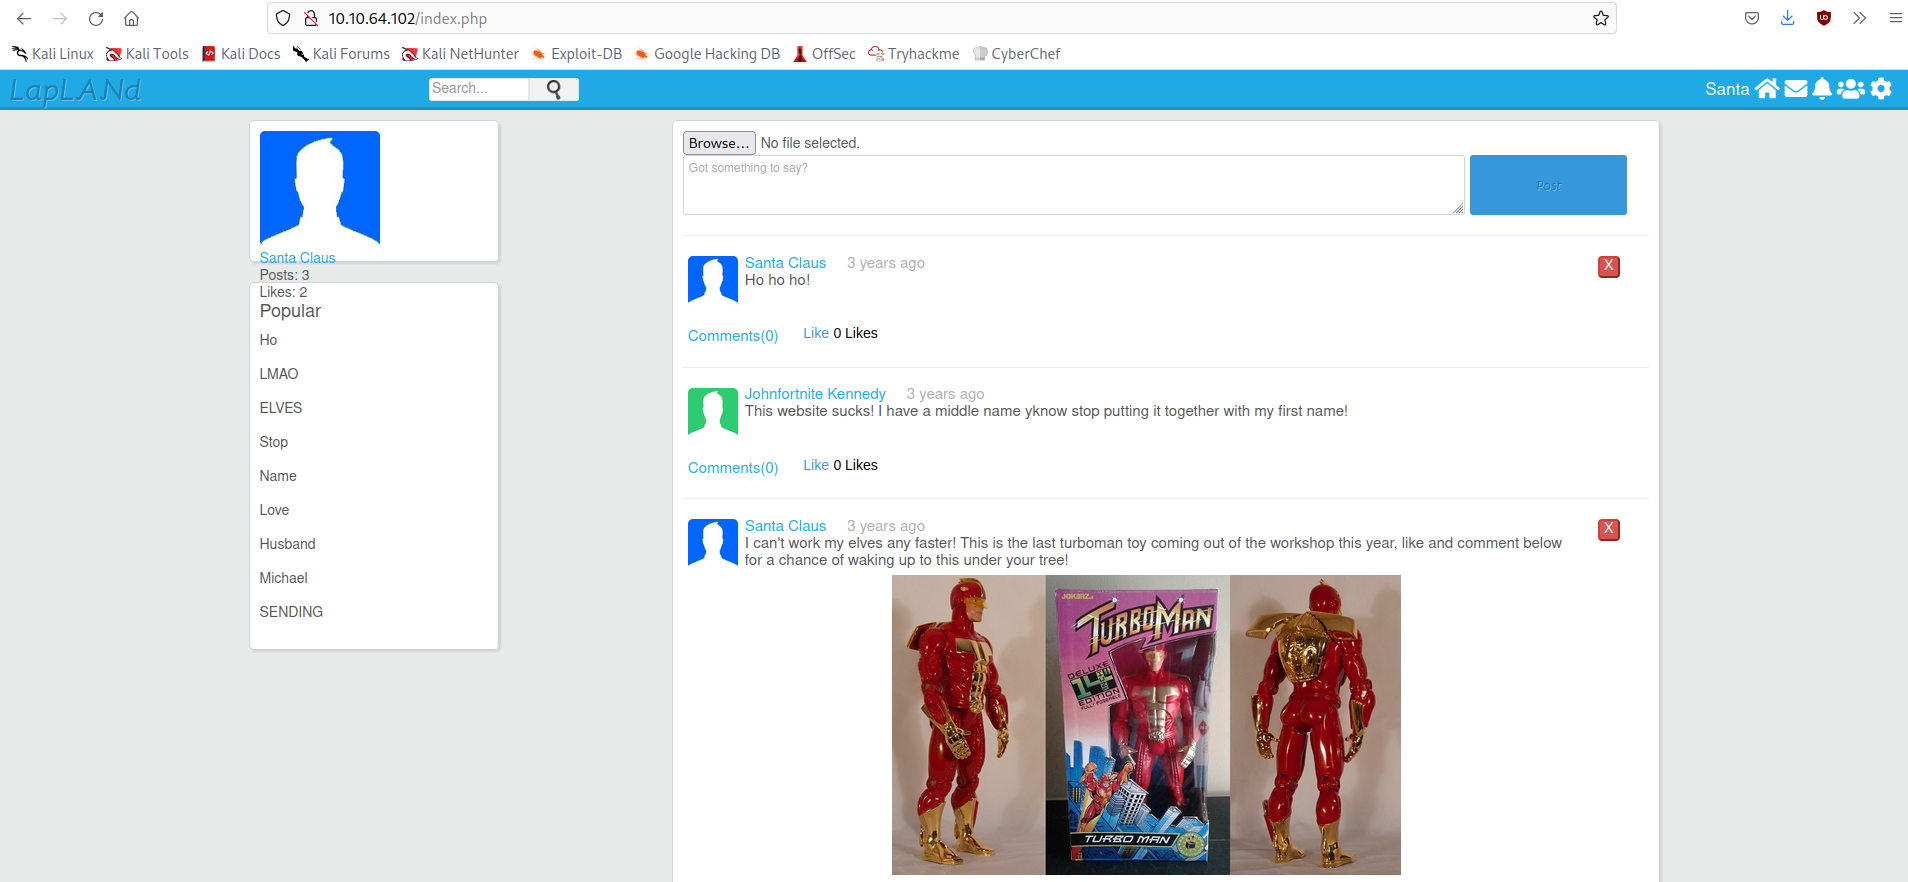 10.10.64.102/index.php
Kali Linux Kali Tools Kali Docs Kali Forums Kali NetHunter Exploit-DB Google Hacking DB OffSec Tryhackme CyberChef
LapLANd
Search...
Santa
Santa Claus
Posts: 3
Likes: 2
Popular
Ho
LMAO
ELVES
Stop
Name
Love
Husband
Michael
SENDING
Browse... No file selected.
Got something to say?
Post
Santa Claus 3 years ago
X
Ho ho ho!
Comments(0) Like 0 Likes
Johnfortnite Kennedy 3 years ago
This website sucks! I have a middle name yknow stop putting it together with my first name!
Comments(0) Like 0 Likes
Santa Claus 3 years ago
X
I can't work my elves any faster! This is the last turboman toy coming out of the workshop this year, like and comment below
for a chance of waking up to this under your tree!
TURBOMAN
DELUXE
EDITION
TURBO MAN